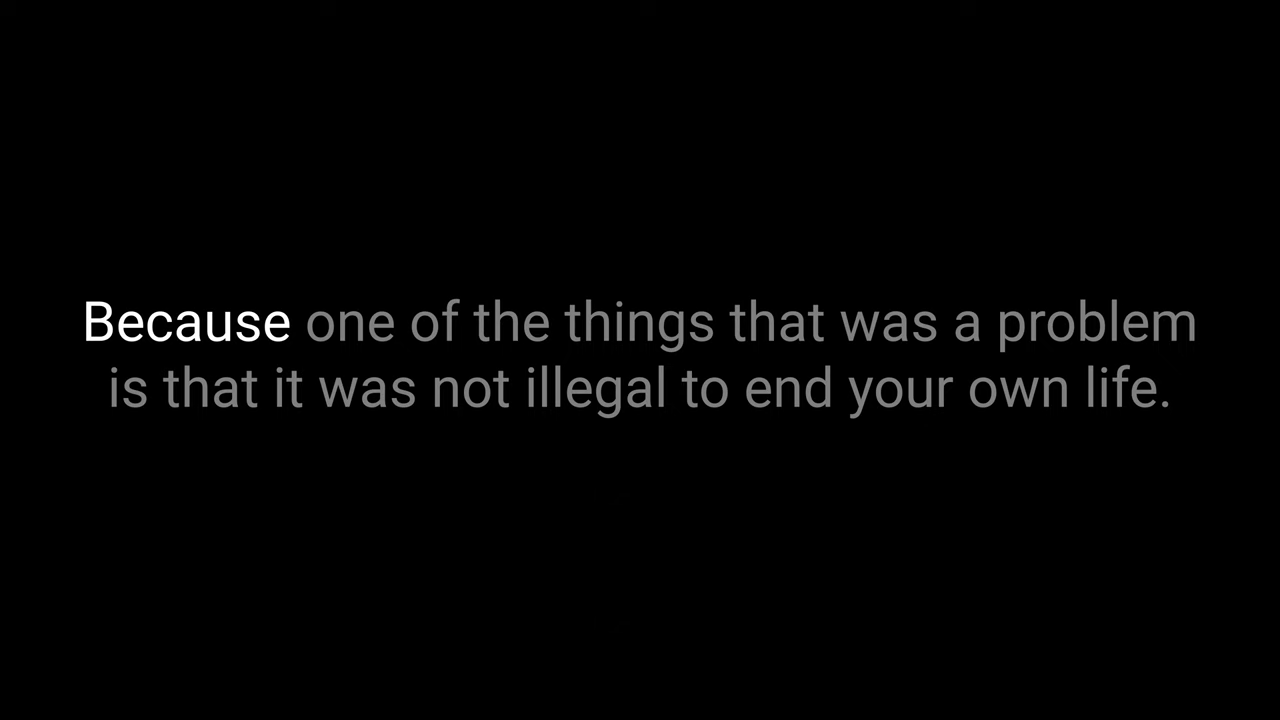 Because one of the things that was a problem
is that it was not illegal to end your own life.